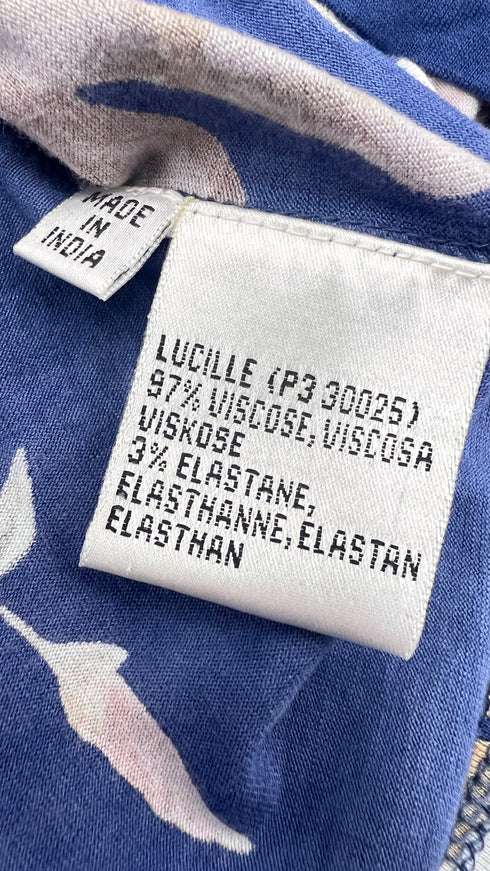 MADE
IN
INDIA
LUCILLE (P3 30025)
97% VISCOSE, VISCOSA
VISKOSE
3% ELASTANE,
ELASTHANNE, ELASTAN
ELASTHAN